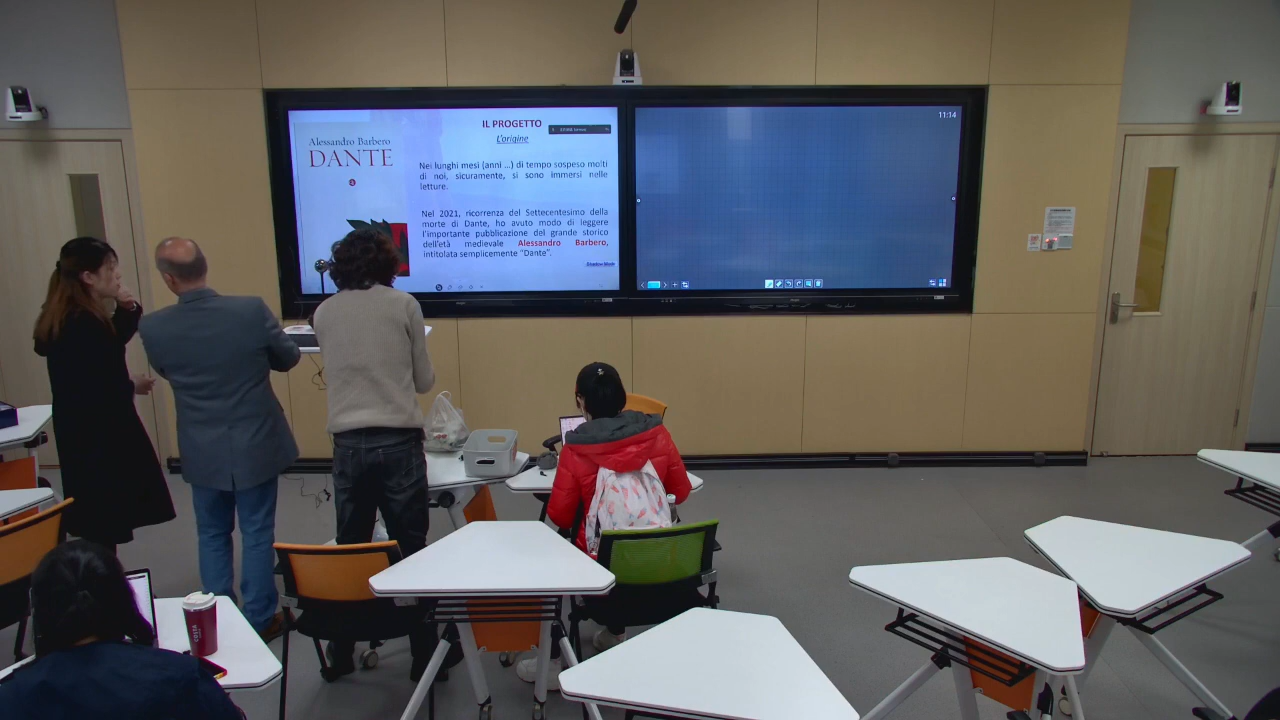 Alessandro Barbero
DANTE
IL PROGETTO
L'origine
Nei lunghi mesi (anni ...) di tempo sospeso molti
di noi, sicuramente, si sono immersi nelle
letture.
Nel 2021, ricorrenza del Settecentesimo della
morte di Dante, ho avuto modo di leggere
l'importante pubblicazione del grande storico
dell'età medievale Alessandro Barbero,
intitolata semplicemente "Dante".
11:14
COSTA